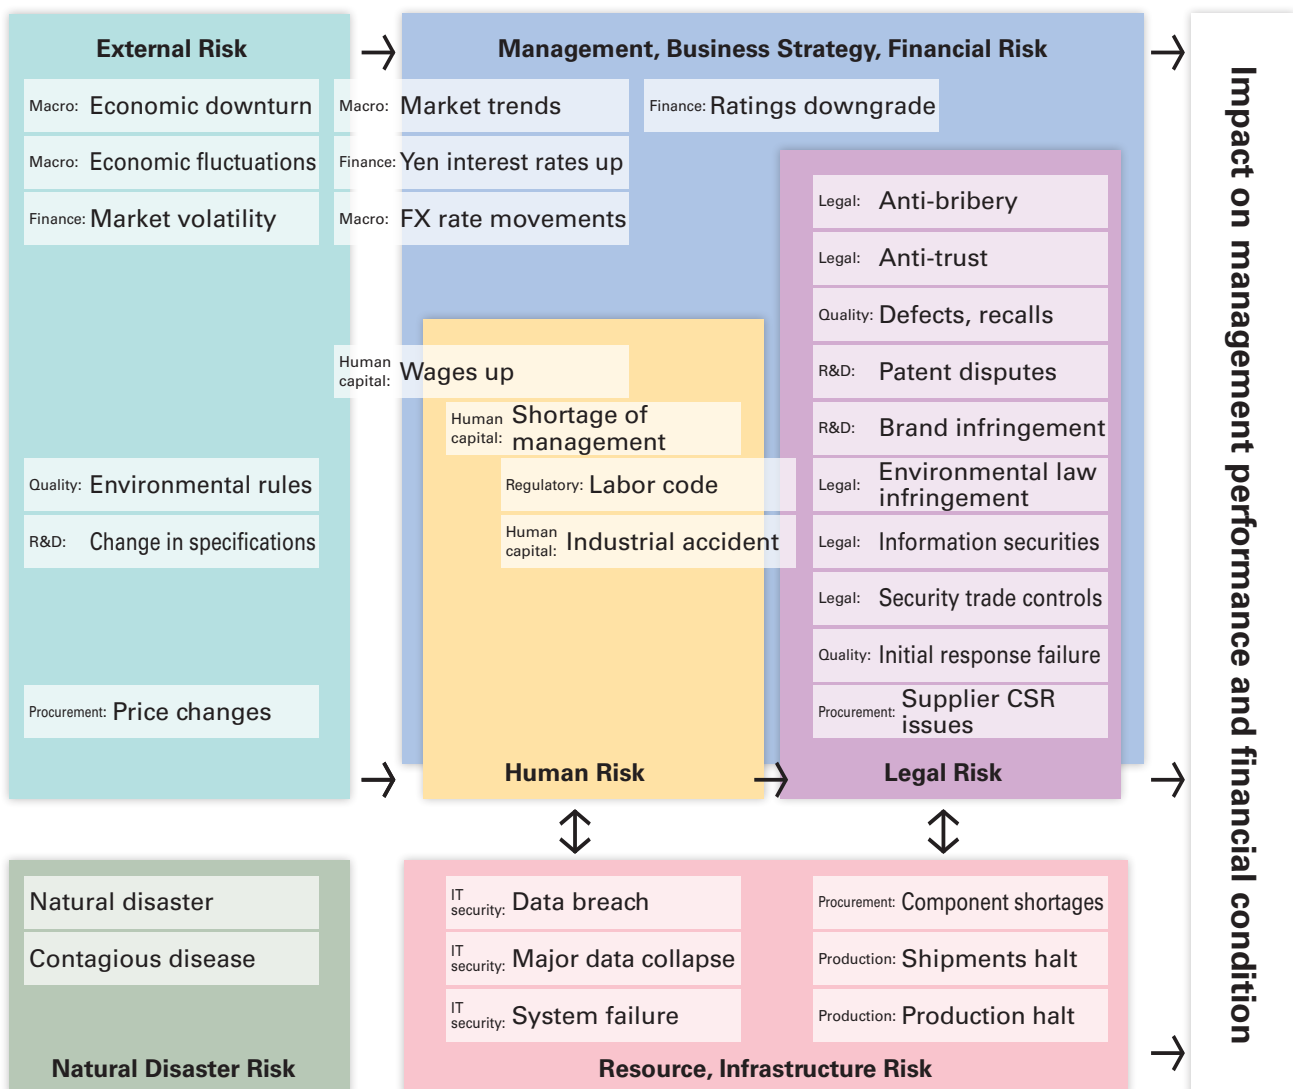 External Risk
Macro: Economic downturn
Macro: Economic fluctuations
Finance: Market volatility
Quality: Environmental rules
R&D: Change in specifications
Procurement: Price changes
Management, Business Strategy, Financial Risk
Macro: Market trends
Finance: Yen interest rates up
Macro: FX rate movements
Finance: Ratings downgrade
Human
capital: Wages up
Human
capital: Shortage of
management
Regulatory: Labor code
Human
capital: Industrial accident
Human Risk
Legal: Anti-bribery
Legal: Anti-trust
Quality: Defects, recalls
R&D: Patent disputes
R&D: Brand infringement
Legal: Environmental law
infringement
Legal: Information securities
Legal: Security trade controls
Quality: Initial response failure
Procurement: Supplier CSR
issues
Legal Risk
Natural disaster
Contagious disease
Natural Disaster Risk
IT
security: Data breach
IT
security: Major data collapse
IT
security: System failure
Procurement: Component shortages
Production: Shipments halt
Production: Production halt
Resource, Infrastructure Risk
Impact on management performance and financial condition